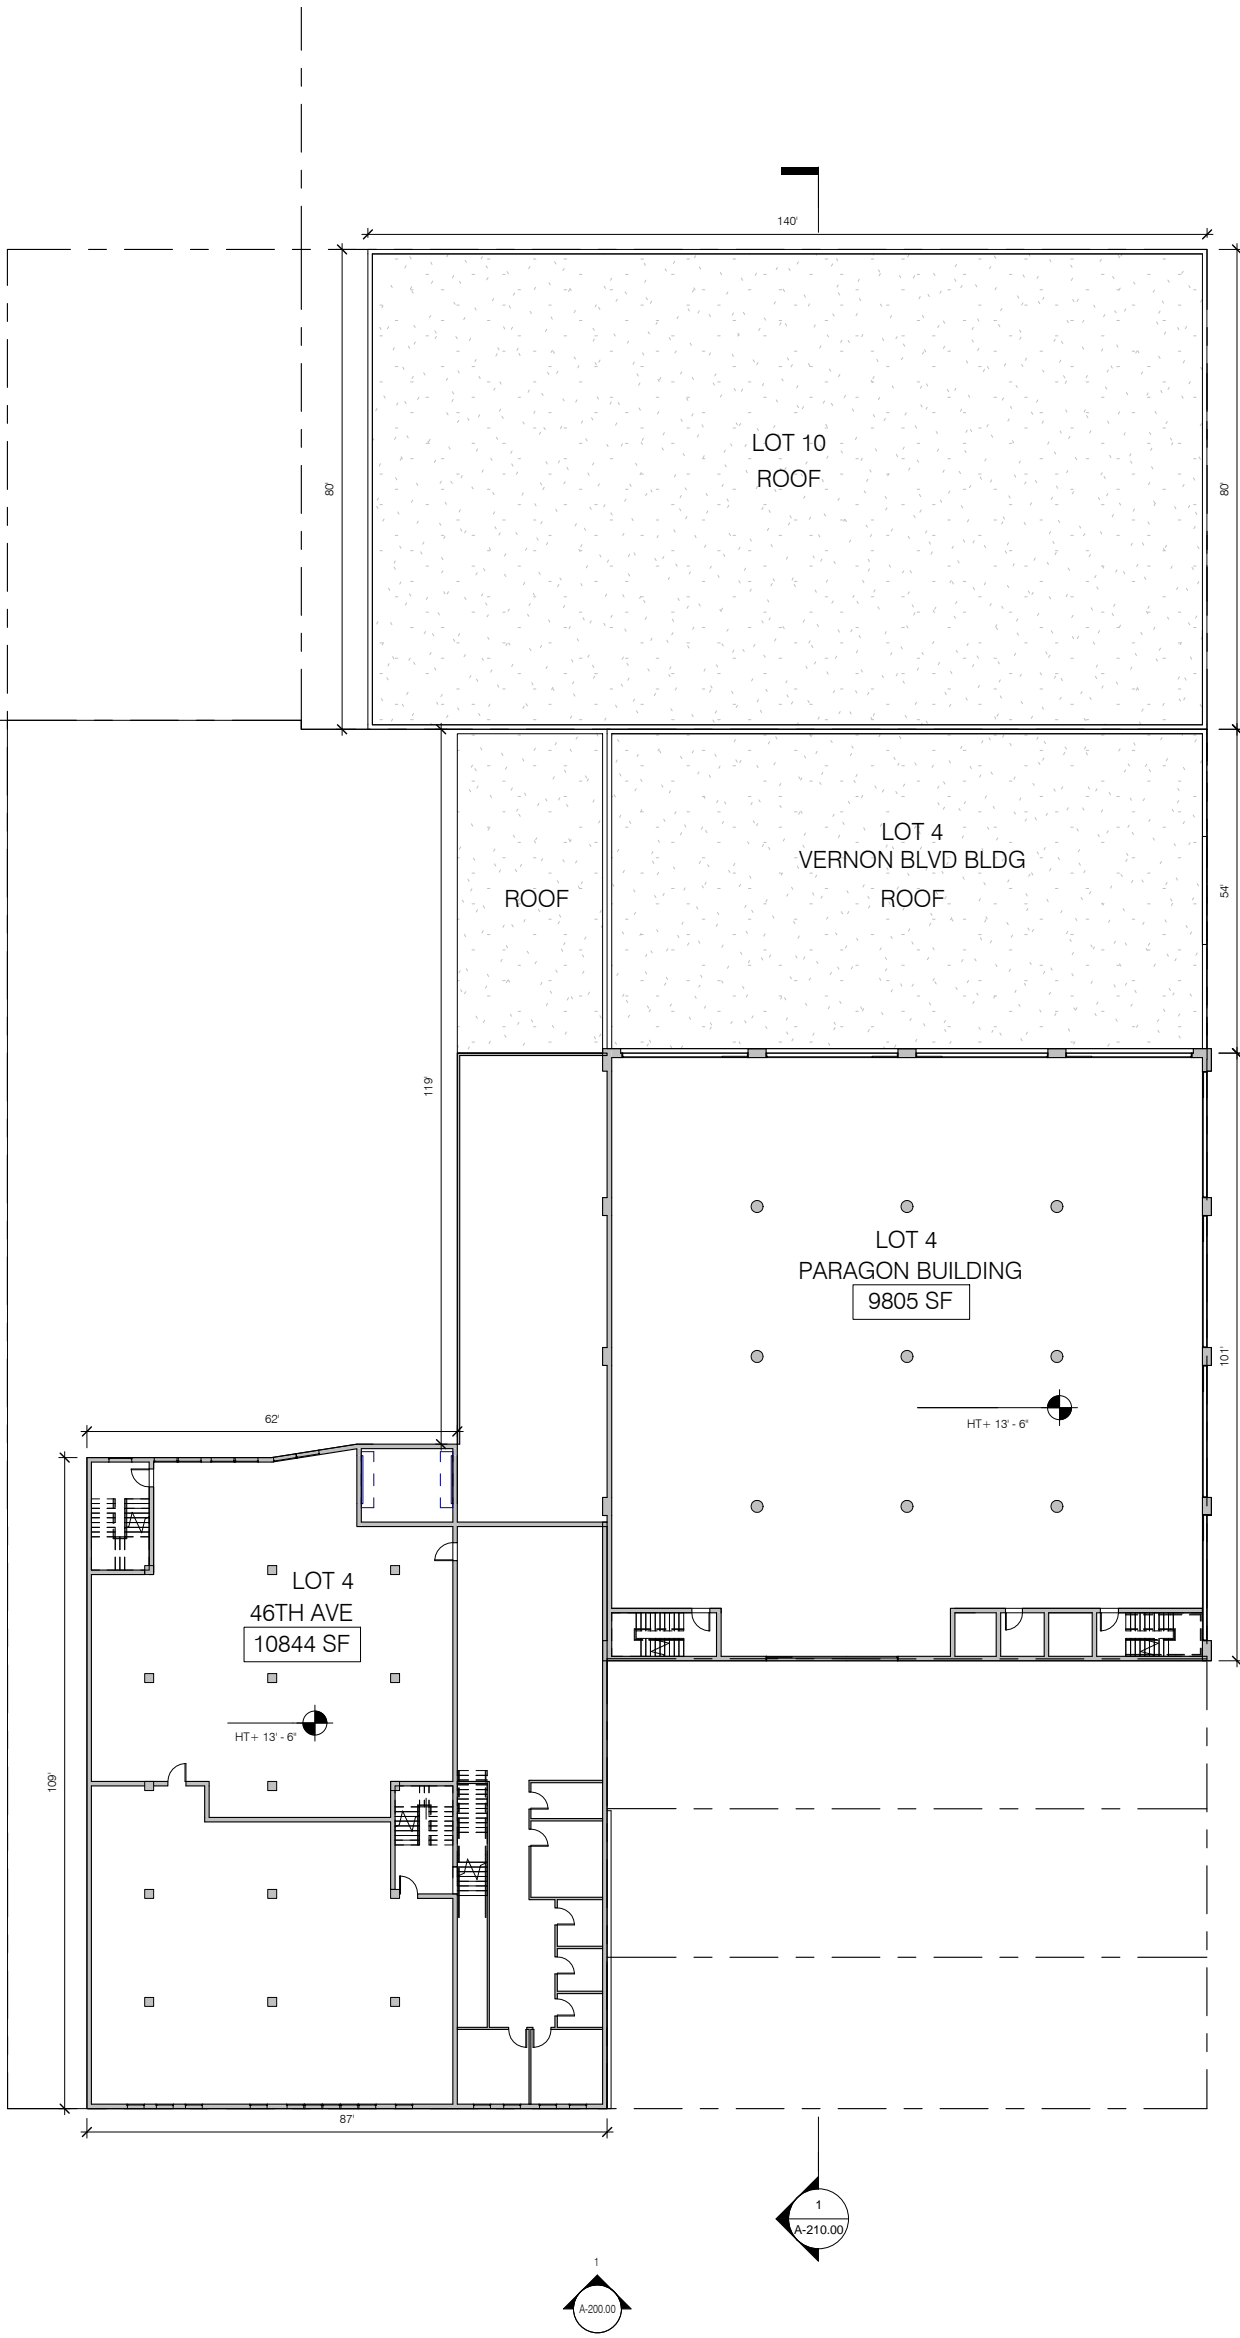 140'
LOT 10
ROOF
80'
80'
LOT 4
VERNON BLVD BLDG
ROOF
ROOF
54'
119'
LOT 4
PARAGON BUILDING
9805 SF
101'
HT+ 13' - 6"
62'
LOT 4
46TH AVE
10844 SF
HT+ 13' - 6"
109'
87'
1
A-210.00
1
A-200.00